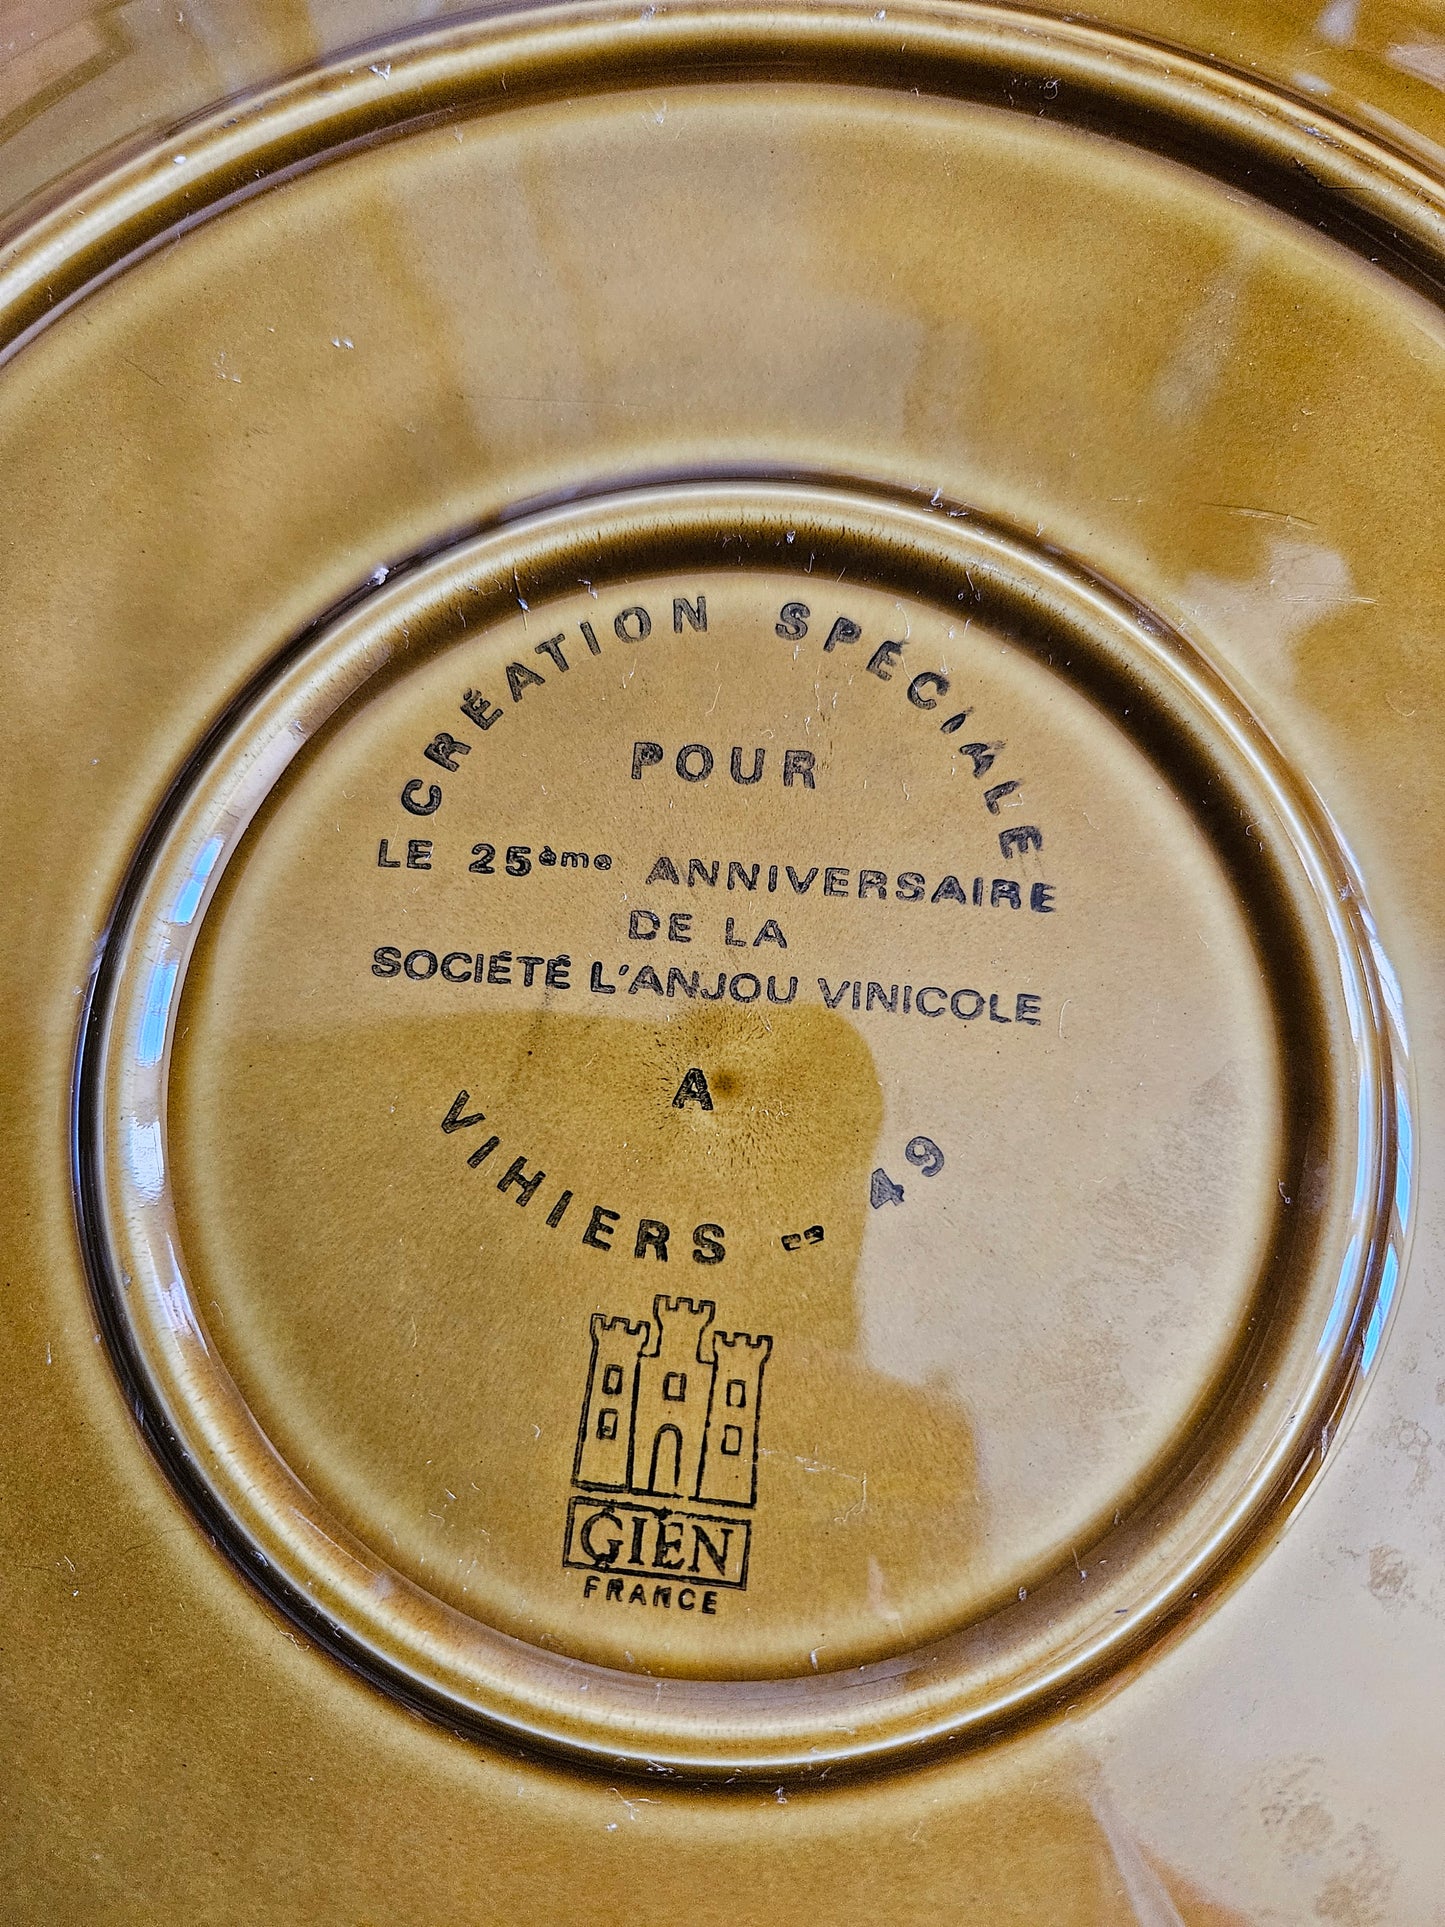 CRÉATION SPÉCIALE
POUR
LE 25ème ANNIVERSAIRE
DE LA
SOCIÉTÉ L'ANJOU VINICOLE
A
VIHIERS 49
GIEN
FRANCE